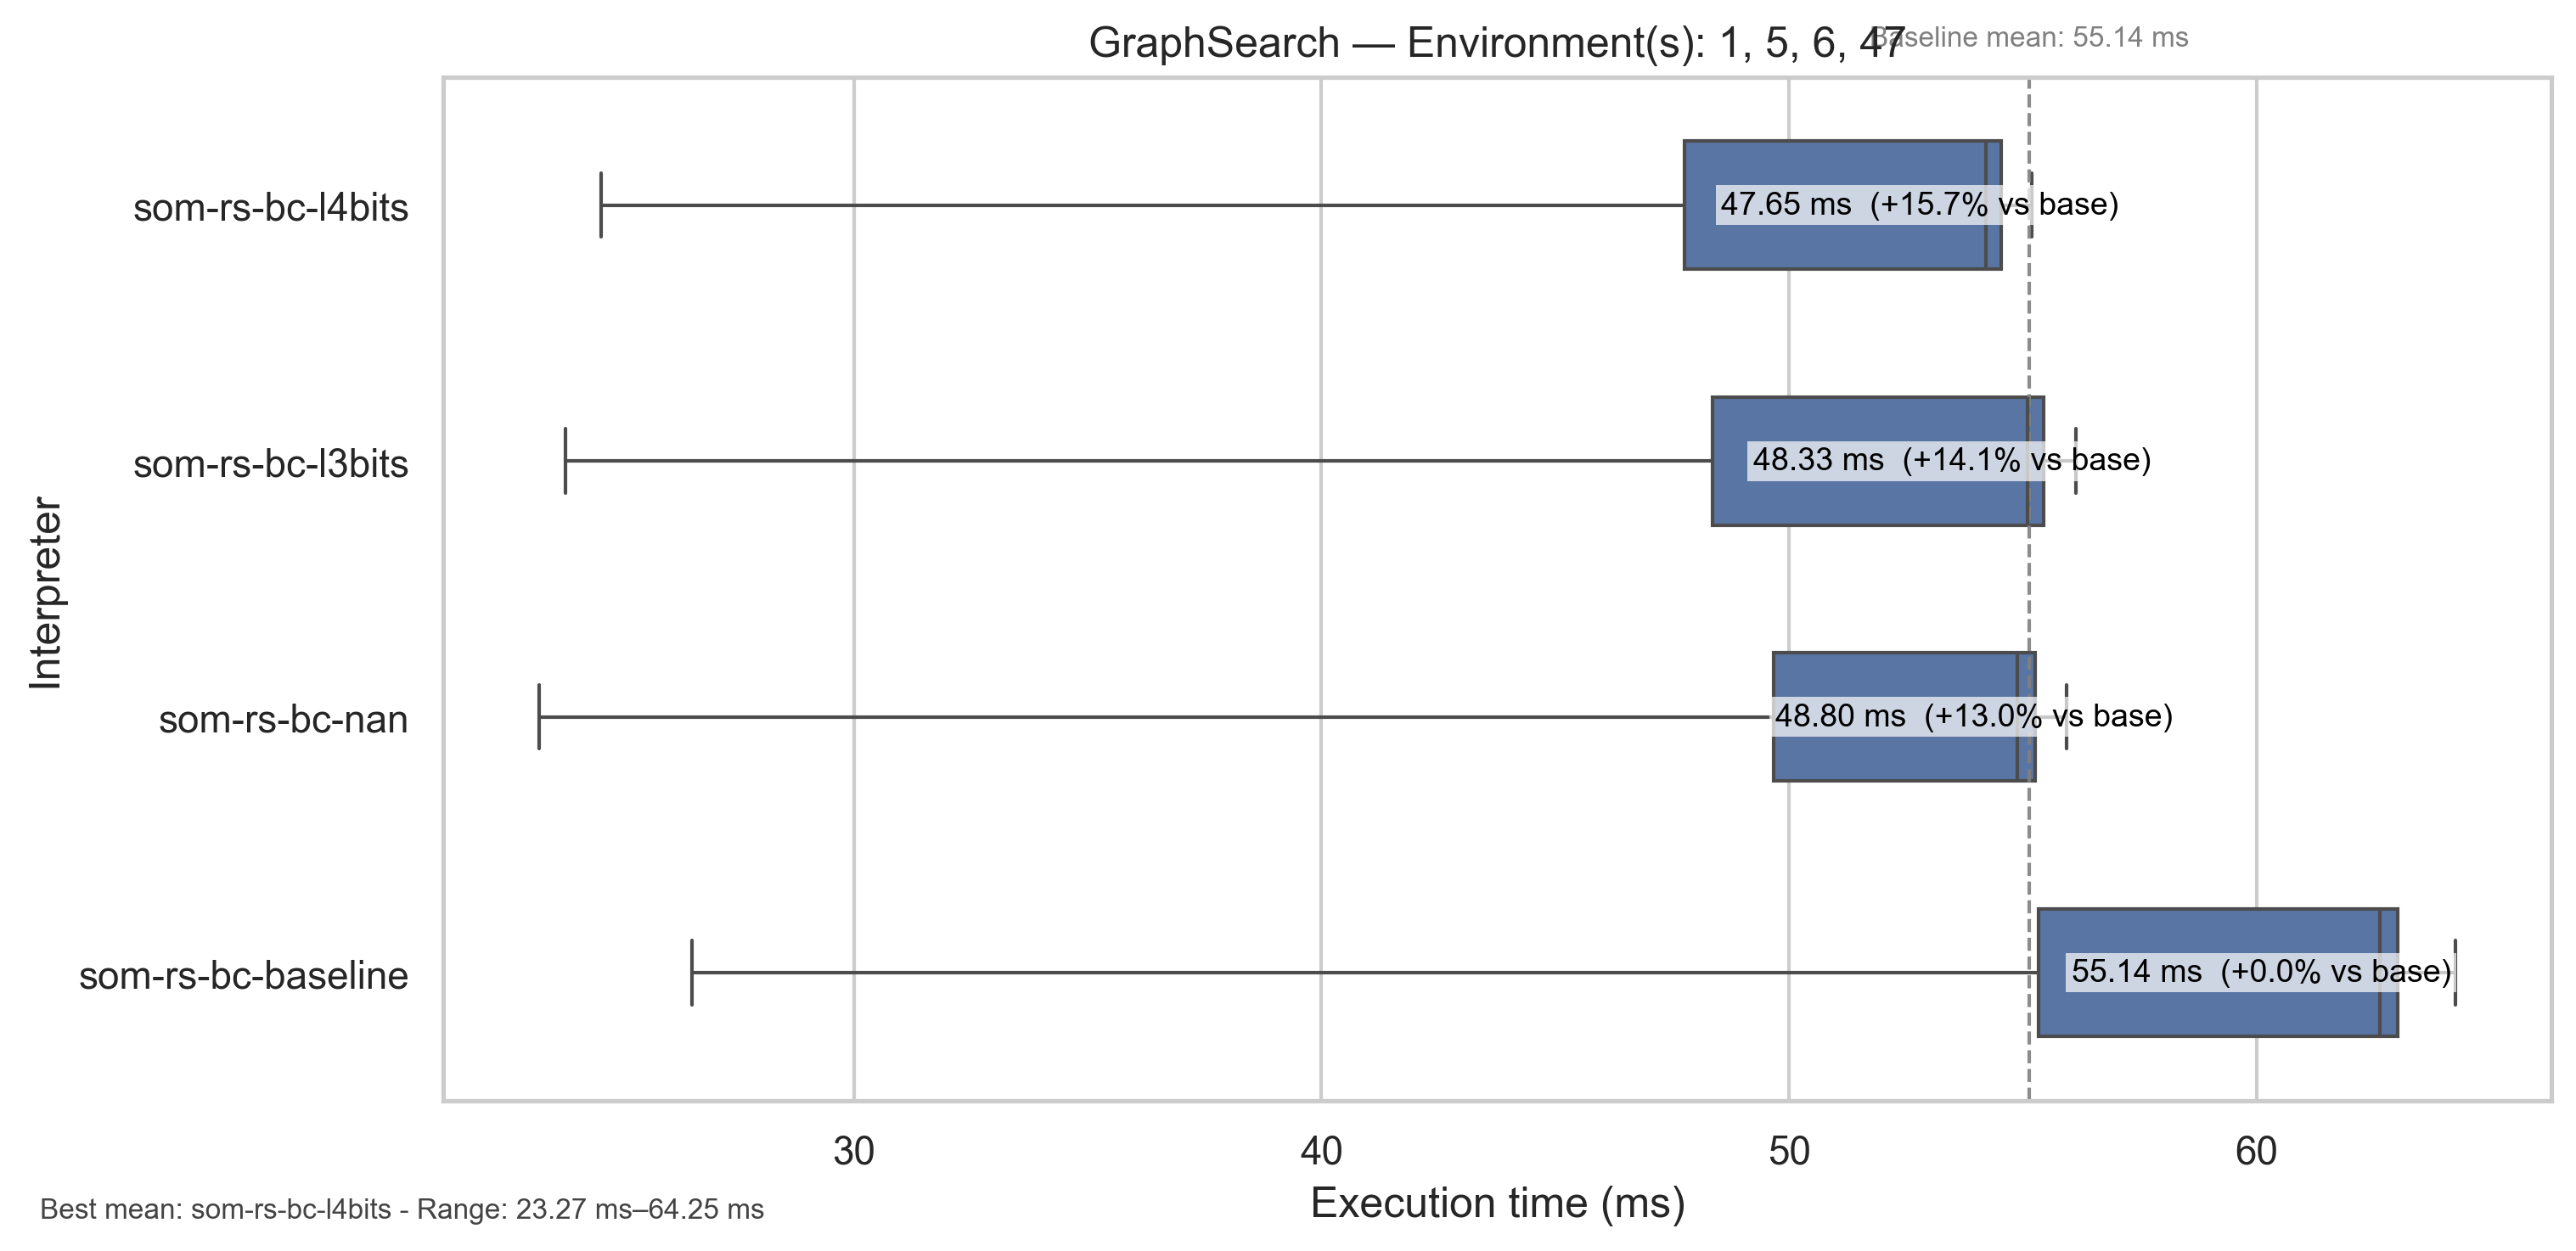 GraphSearch — Environment(s): 1, 5, 6, 47
Baseline mean: 55.14 ms
Interpreter
som-rs-bc-l4bits
47.65 ms (+15.7% vs base)
som-rs-bc-l3bits
48.33 ms (+14.1% vs base)
som-rs-bc-nan
48.80 ms (+13.0% vs base)
som-rs-bc-baseline
55.14 ms (+0.0% vs base)
30 40 50 60
Execution time (ms)
Best mean: som-rs-bc-l4bits - Range: 23.27 ms–64.25 ms